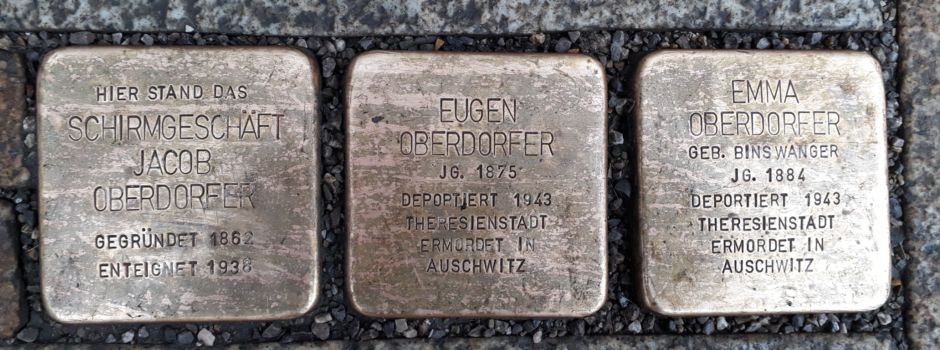 HIER STAND DAS
SCHIRMGESCHÄFT
JACOB
OBERDORFER
GEGRÜNDET 1862
ENTEIGNET 1938
EUGEN
OBERDORFER
JG. 1875
DEPORTIERT 1943
THERESIENSTADT
ERMORDET IN
AUSCHWITZ
EMMA
OBERDORFER
GEB. BINSWANGER
JG. 1884
DEPORTIERT 1943
THERESIENSTADT
ERMORDET IN
AUSCHWITZ